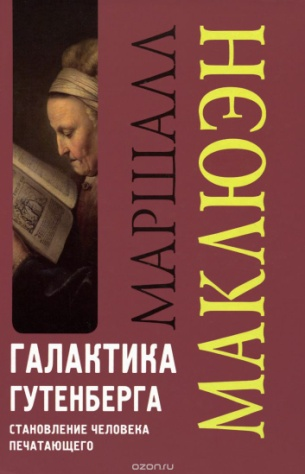 МАРШАЛЛ
МАКЛЮЭН
ГАЛАКТИКА
ГУТЕНБЕРГА
СТАНОВЛЕНИЕ ЧЕЛОВЕКА
ПЕЧАТАЮЩЕГО
ozon.ru